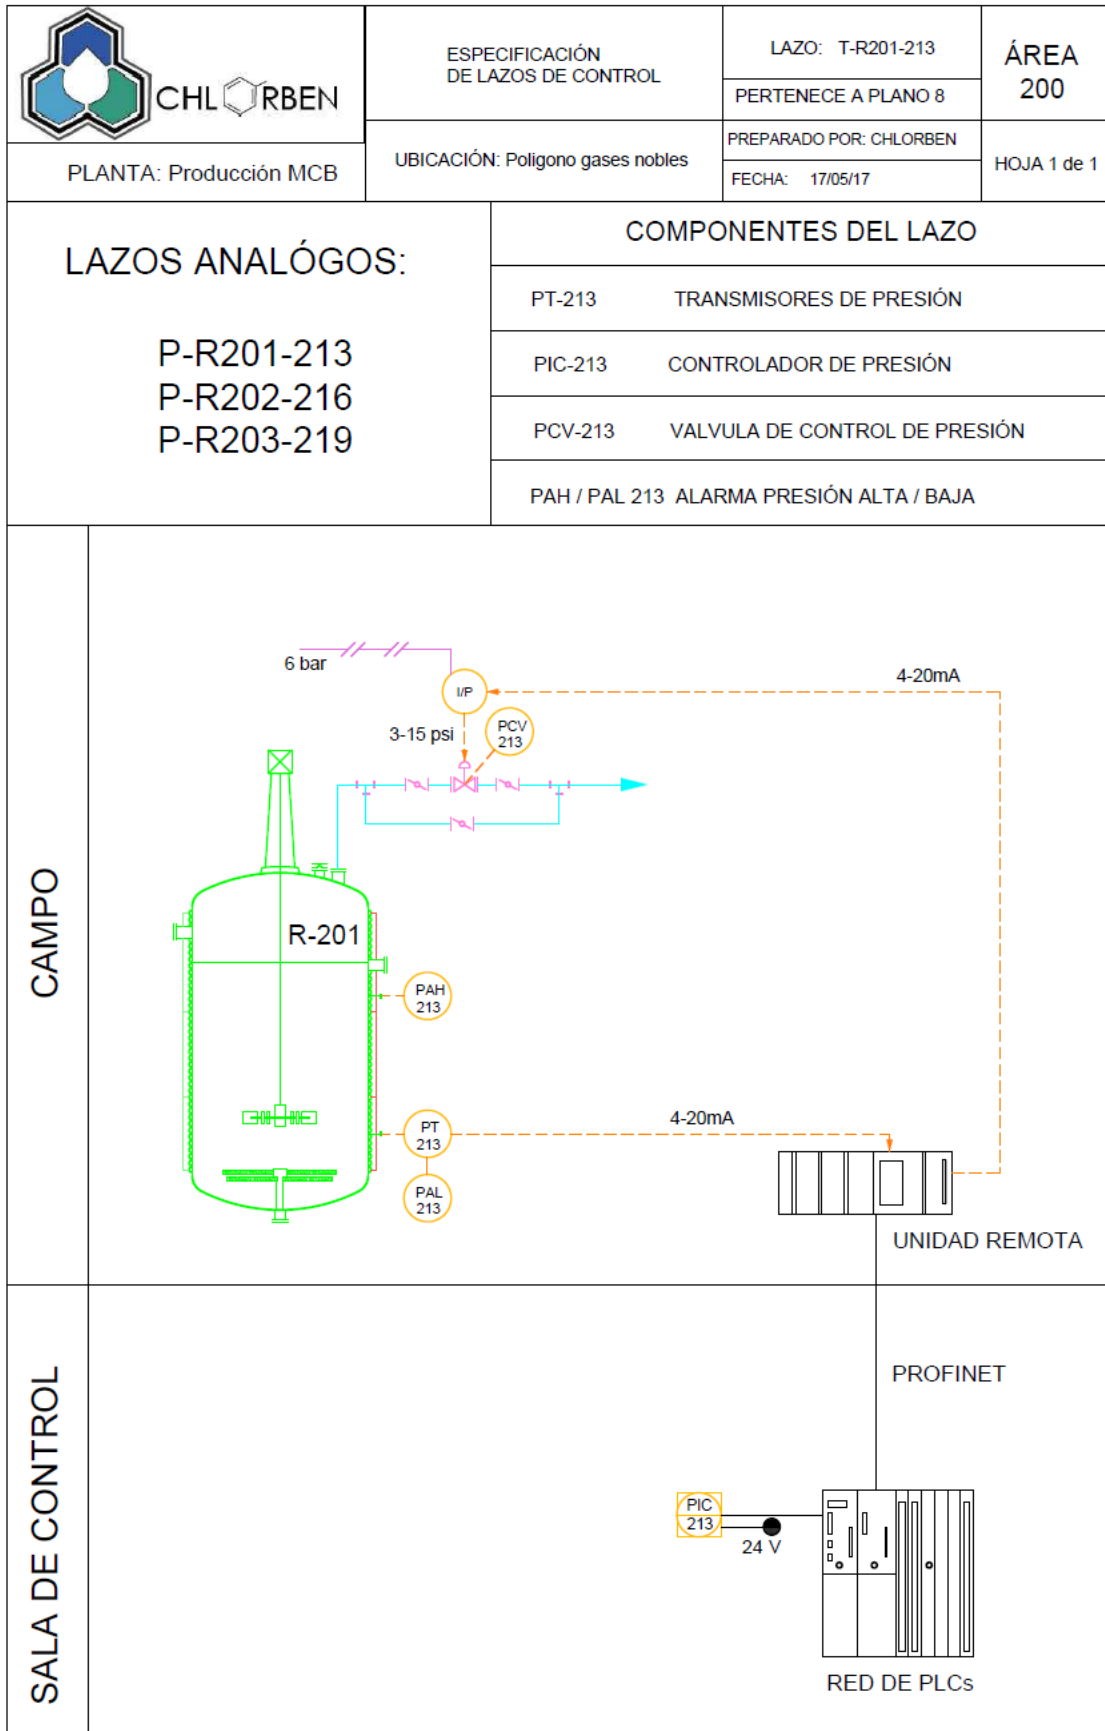 CHLORBEN
PLANTA: Producción MCB
ESPECIFICACIÓN
DE LAZOS DE CONTROL
UBICACIÓN: Poligono gases nobles
LAZO: T-R201-213
PERTENECE A PLANO 8
PREPARADO POR: CHLORBEN
FECHA: 17/05/17
ÁREA
200
HOJA 1 de 1
LAZOS ANALÓGOS:
P-R201-213
P-R202-216
P-R203-219
COMPONENTES DEL LAZO
PT-213 TRANSMISORES DE PRESIÓN
PIC-213 CONTROLADOR DE PRESIÓN
PCV-213 VALVULA DE CONTROL DE PRESIÓN
PAH / PAL 213 ALARMA PRESIÓN ALTA / BAJA
CAMPO
6 bar
I/P
4-20mA
3-15 psi
PCV
213
R-201
PAH
213
PT
213
4-20mA
PAL
213
UNIDAD REMOTA
SALA DE CONTROL
PROFINET
PIC
213
24 V
RED DE PLCs